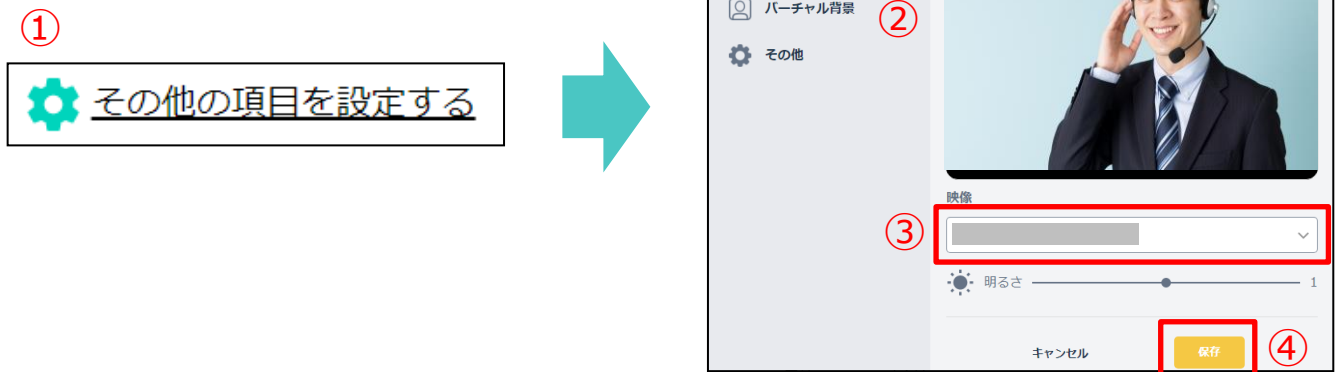 ①
その他の項目を設定する
バーチャル背景
②
その他
映像
③
明るさ
1
キャンセル
保存
④